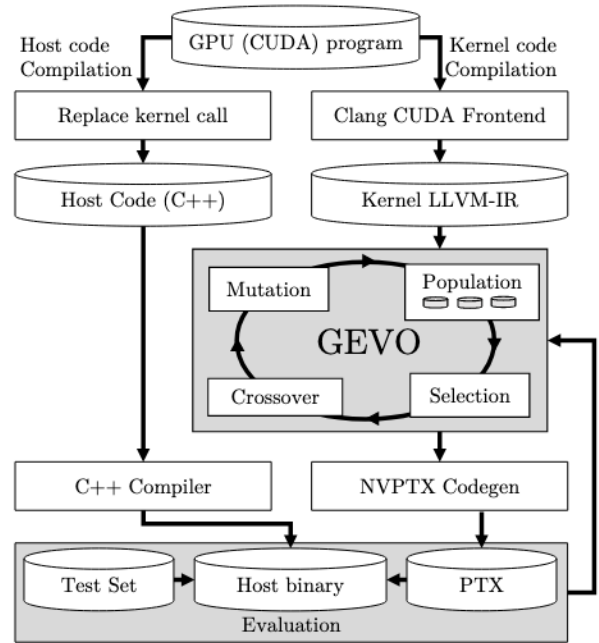 GPU (CUDA) program
Host code
Compilation
Kernel code
Compilation
Replace kernel call
Clang CUDA Frontend
Host Code (C++)
Kernel LLVM-IR
Mutation
Population
GEVO
Crossover
Selection
C++ Compiler
NVPTX Codegen
Test Set
Host binary
PTX
Evaluation